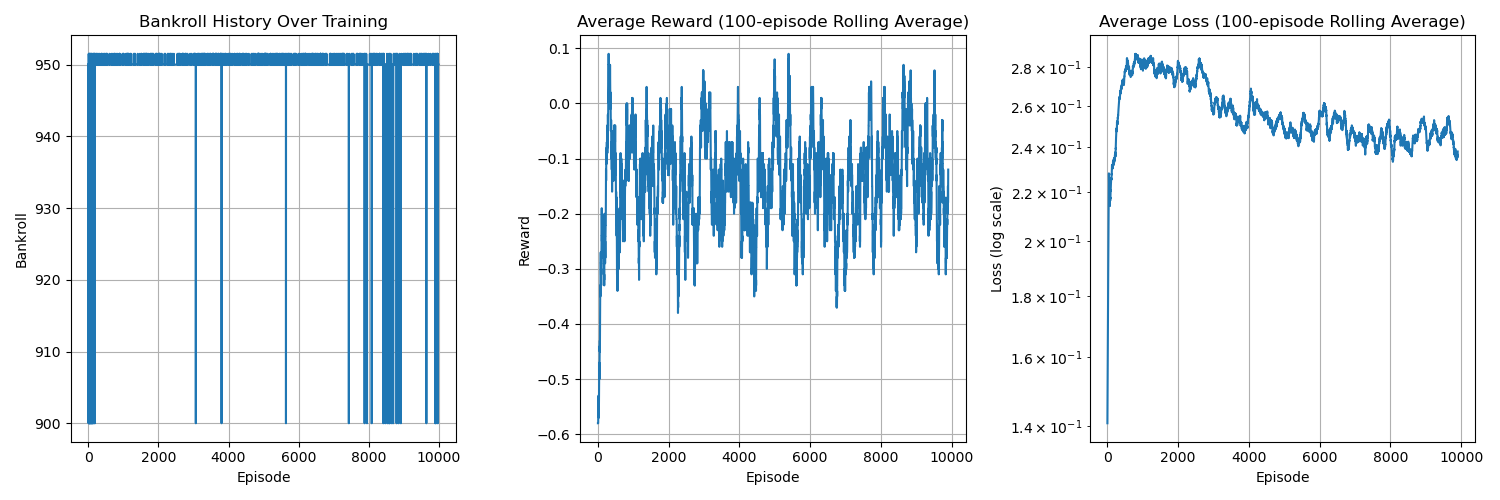 Bankroll History Over Training
950
940
930
920
910
900
Bankroll
0 2000 4000 6000 8000 10000
Episode
Average Reward (100-episode Rolling Average)
0.1
0.0
−0.1
−0.2
−0.3
−0.4
−0.5
−0.6
Reward
0 2000 4000 6000 8000 10000
Episode
Average Loss (100-episode Rolling Average)
2.8 × 10⁻¹
2.6 × 10⁻¹
2.4 × 10⁻¹
2.2 × 10⁻¹
2 × 10⁻¹
1.8 × 10⁻¹
1.6 × 10⁻¹
1.4 × 10⁻¹
Loss (log scale)
0 2000 4000 6000 8000 10000
Episode